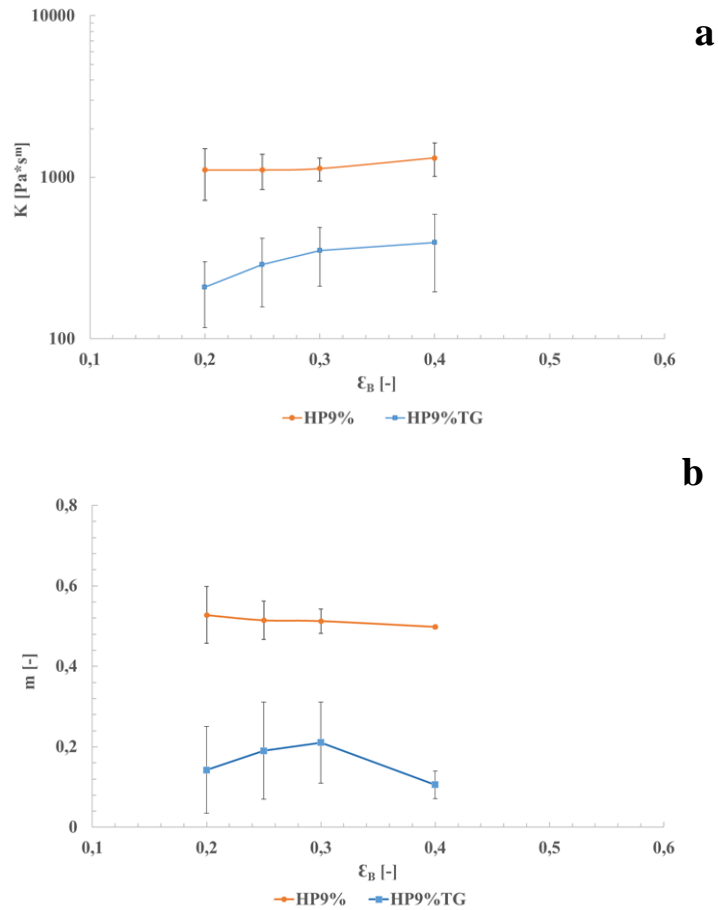 a
10000
1000
100
K [Pa*sᵐ]
0,1 0,2 0,3 0,4 0,5 0,6
Ɛ_B [-]
HP9% HP9%TG
b
0,8
0,6
0,4
0,2
0
m [-]
0,1 0,2 0,3 0,4 0,5 0,6
Ɛ_B [-]
HP9% HP9%TG